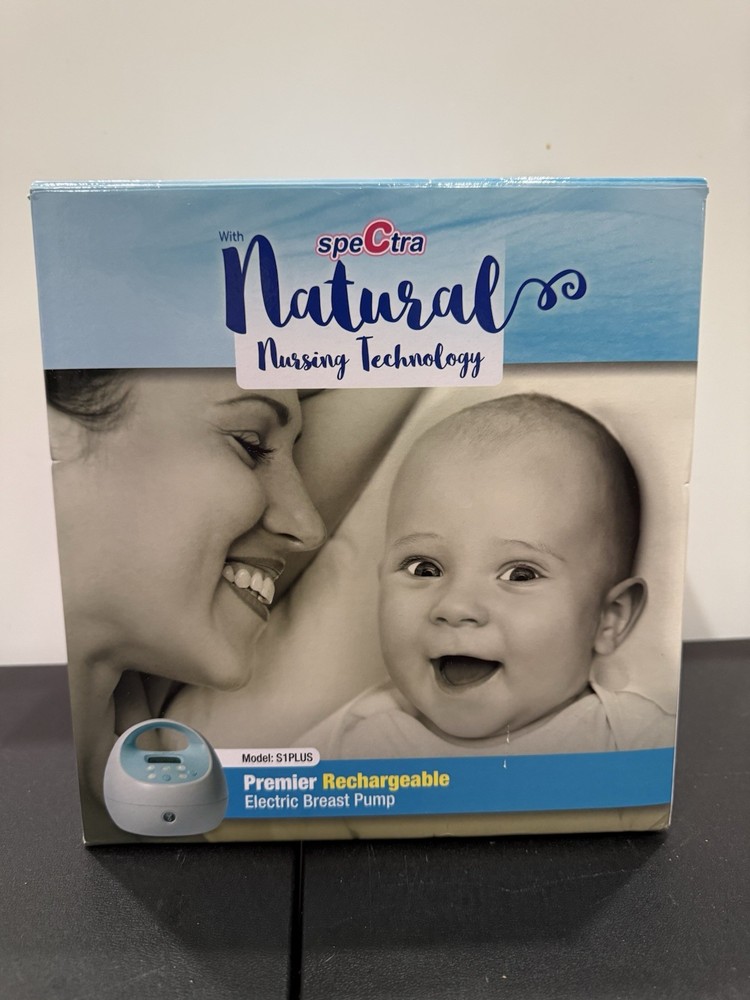 With
speCtra
Natural
Nursing Technology
Model: S1PLUS
Premier Rechargeable
Electric Breast Pump